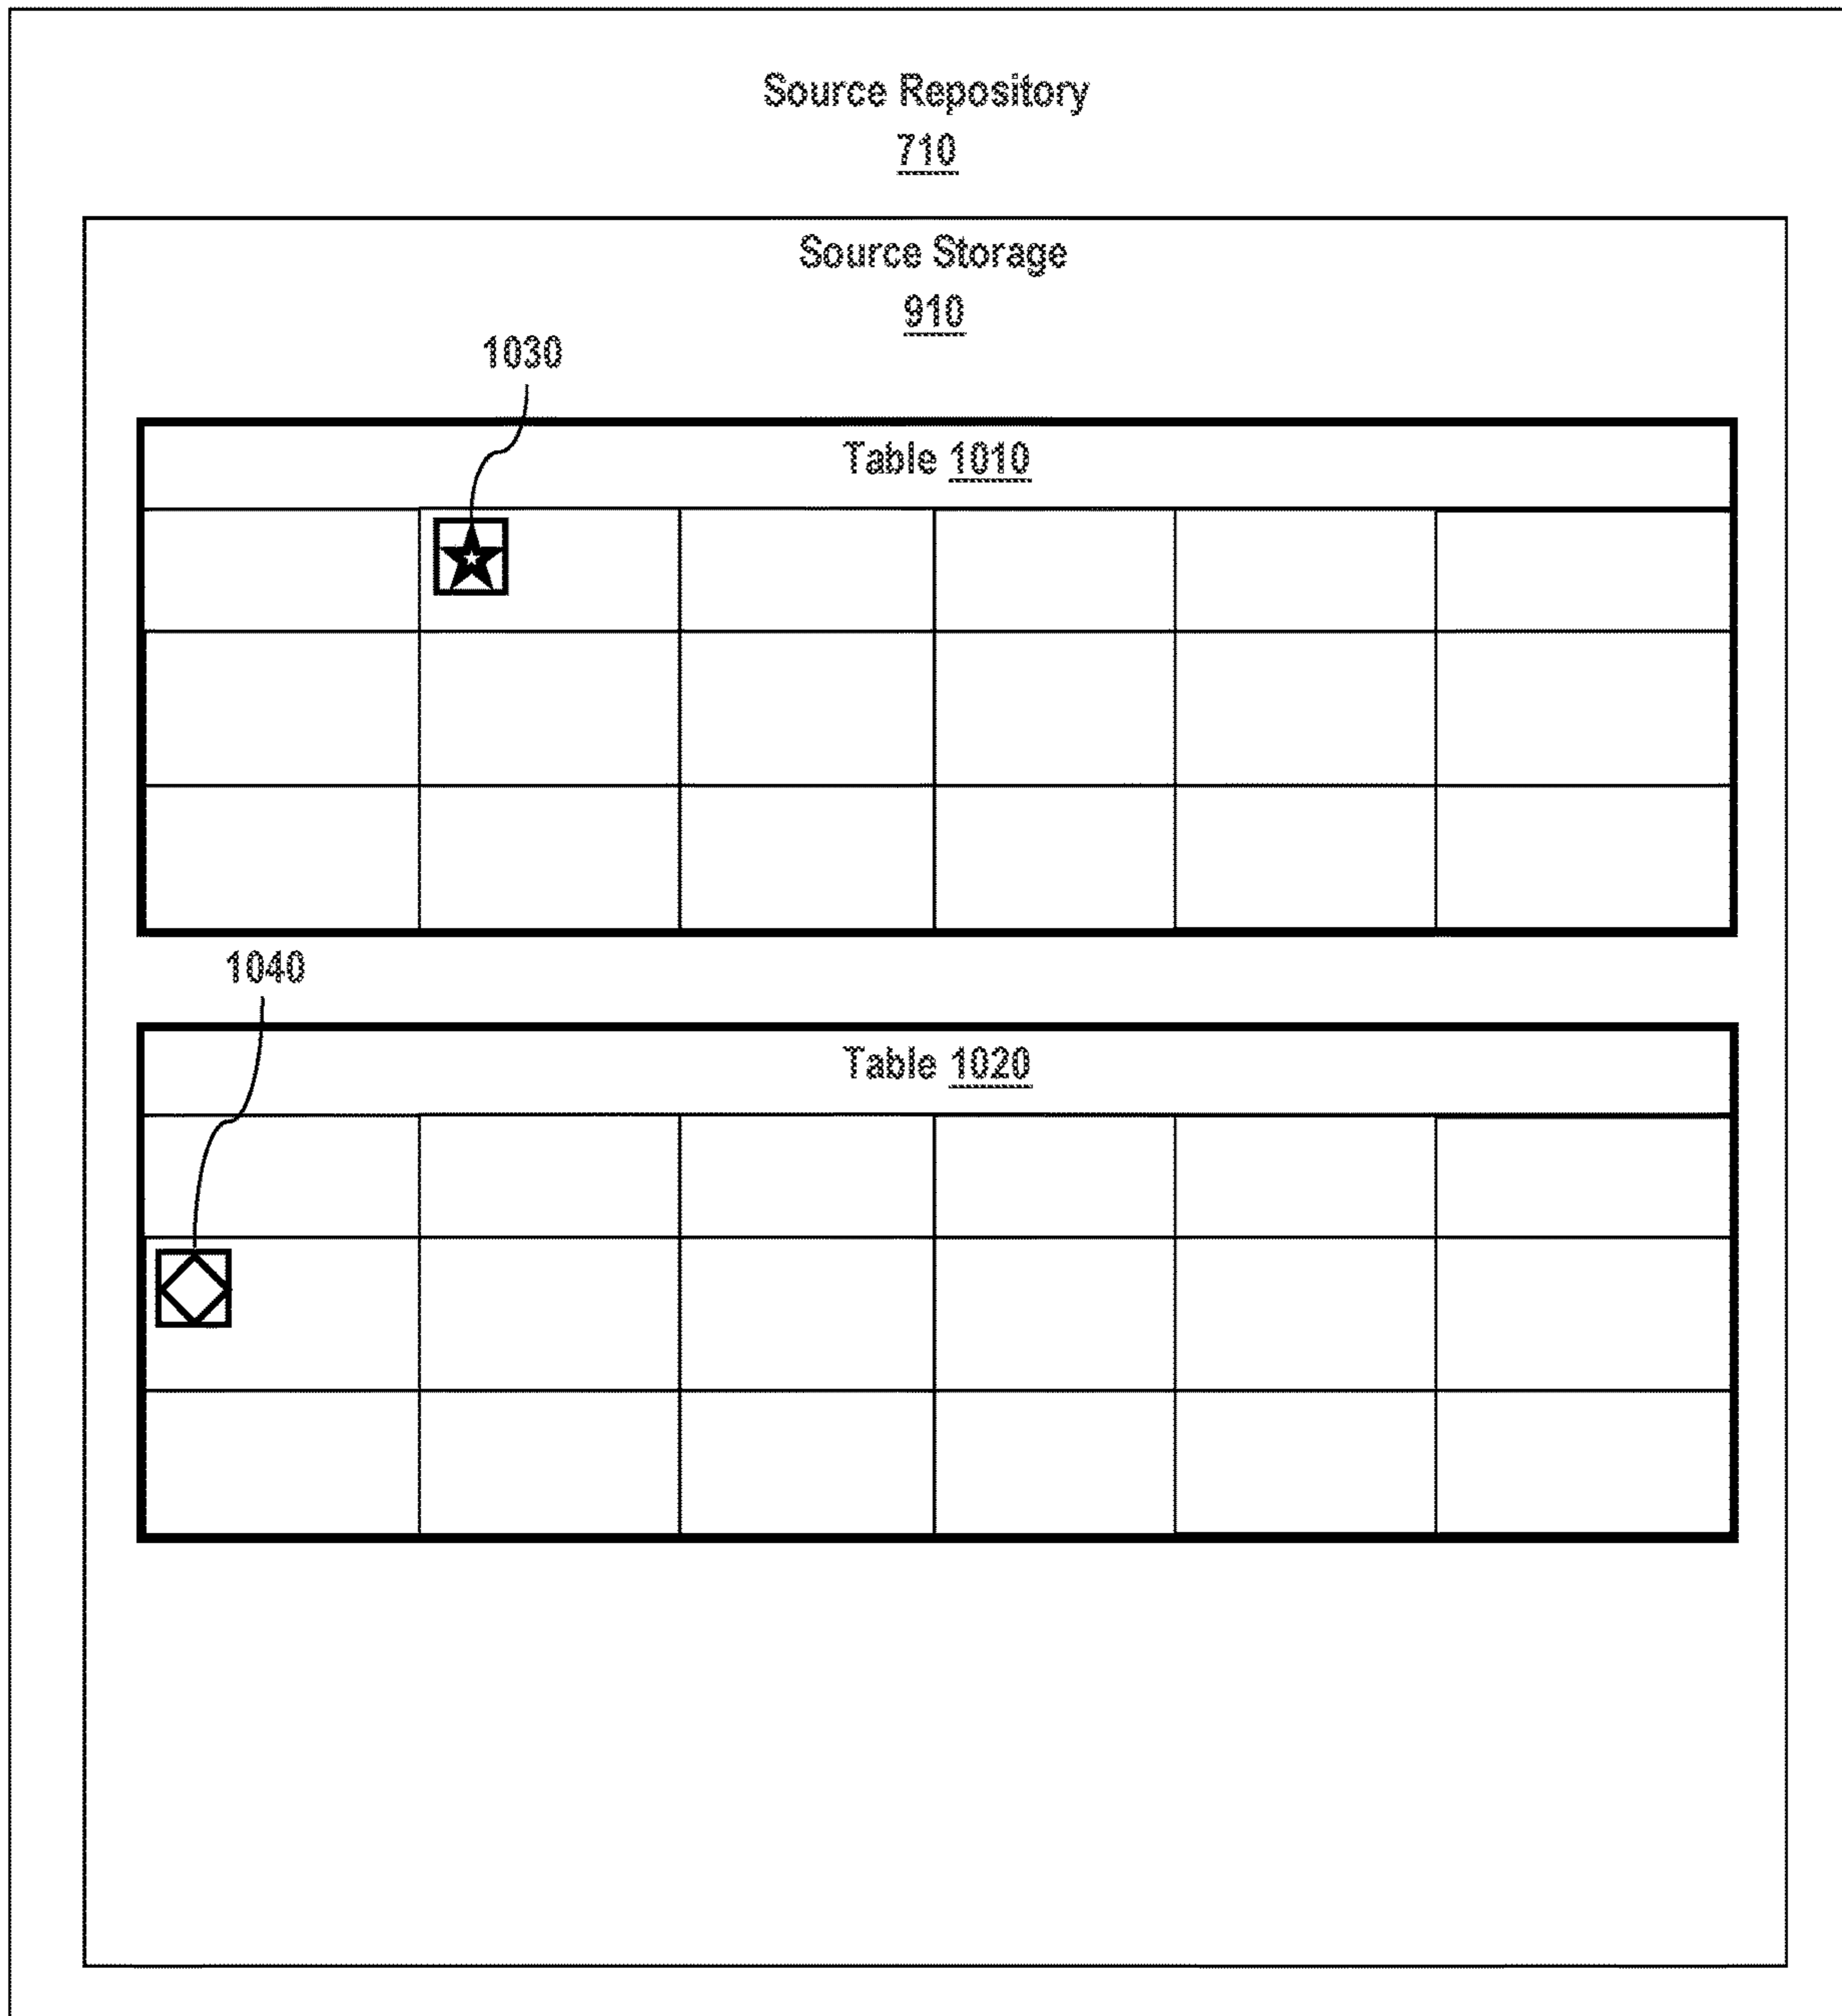 Source Repository
710
Source Storage
910
1030
Table 1010
1040
Table 1020